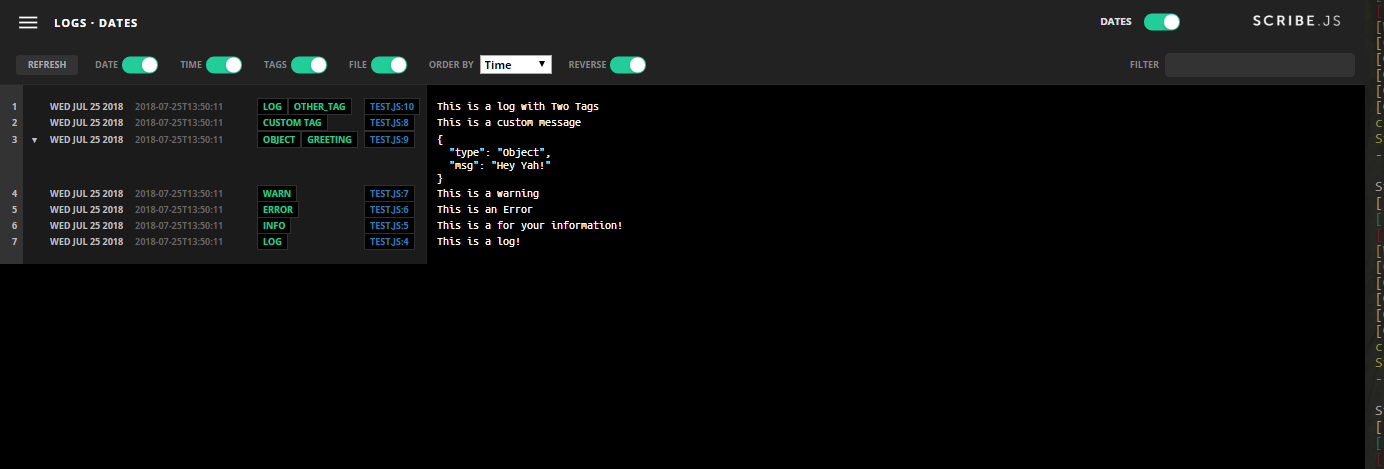 LOGS · DATES DATES SCRIBE.JS
REFRESH DATE TIME TAGS FILE ORDER BY Time REVERSE FILTER
1 WED JUL 25 2018 2018-07-25T13:50:11 LOG OTHER_TAG TEST.JS:10 This is a log with Two Tags
2 WED JUL 25 2018 2018-07-25T13:50:11 CUSTOM TAG TEST.JS:8 This is a custom message
3 WED JUL 25 2018 2018-07-25T13:50:11 OBJECT GREETING TEST.JS:9 {
"type": "Object",
"msg": "Hey Yah!"
}
4 WED JUL 25 2018 2018-07-25T13:50:11 WARN TEST.JS:7 This is a warning
5 WED JUL 25 2018 2018-07-25T13:50:11 ERROR TEST.JS:6 This is an Error
6 WED JUL 25 2018 2018-07-25T13:50:11 INFO TEST.JS:5 This is a for your information!
7 WED JUL 25 2018 2018-07-25T13:50:11 LOG TEST.JS:4 This is a log!